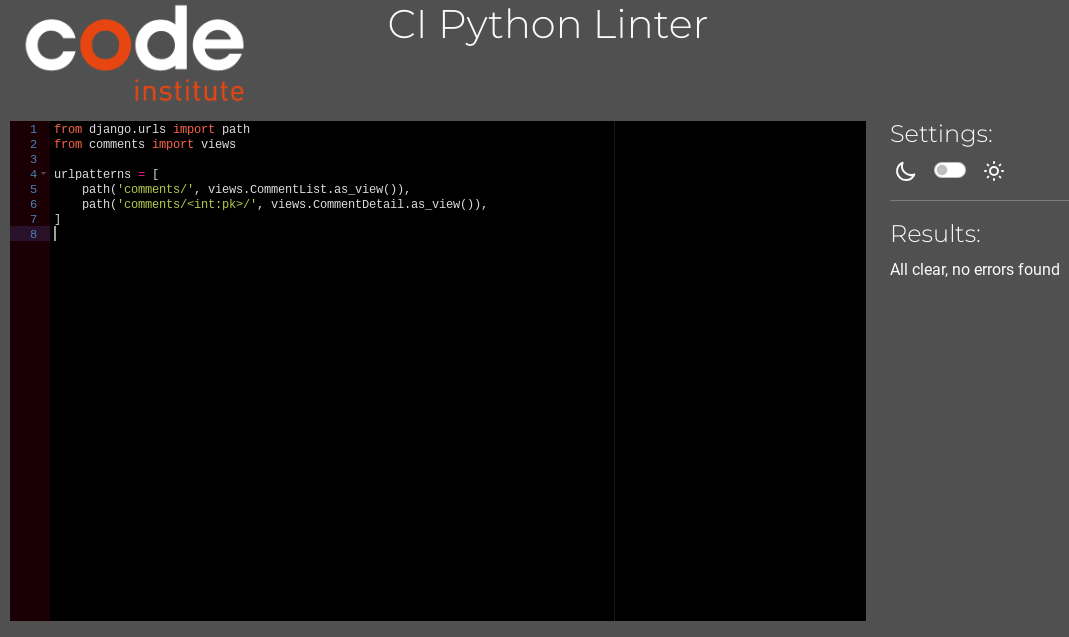 code
institute
CI Python Linter
1 from django.urls import path
2 from comments import views
3
4 urlpatterns = [
5     path('comments/', views.CommentList.as_view()),
6     path('comments/<int:pk>/', views.CommentDetail.as_view()),
7 ]
8
Settings:
Results:
All clear, no errors found